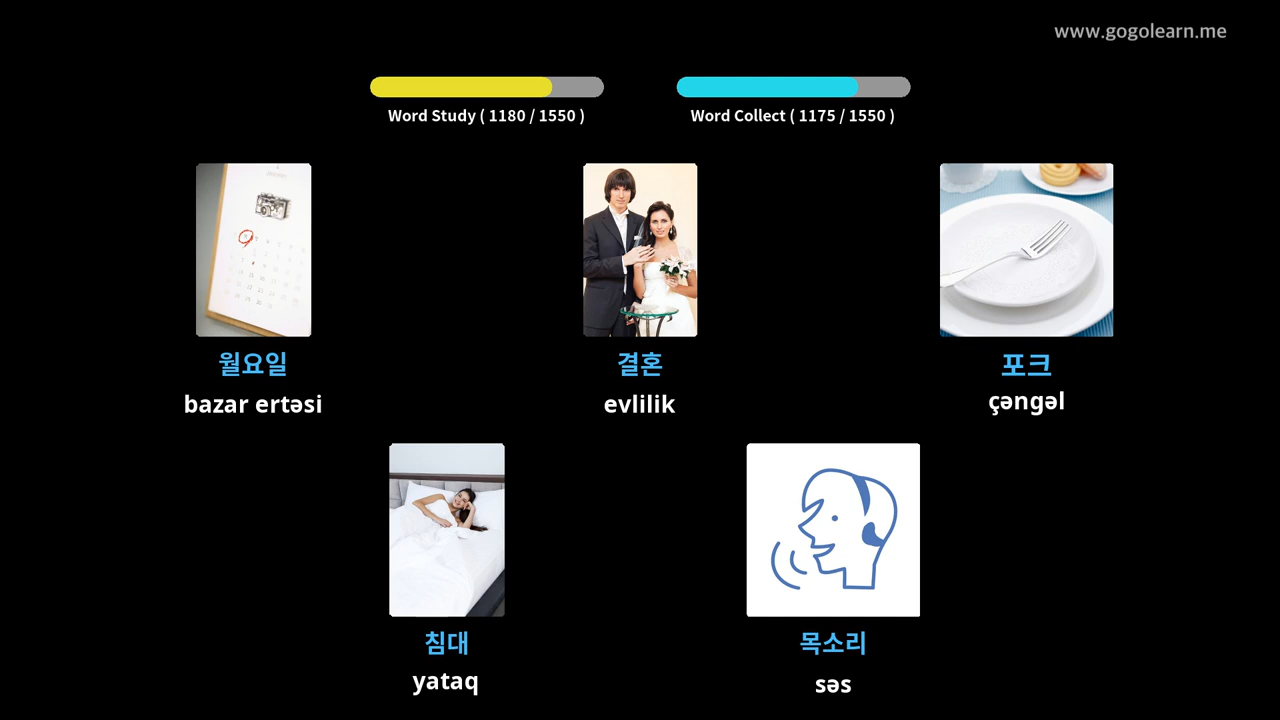 www.gogolearn.me
Word Study ( 1180 / 1550 )
Word Collect ( 1175 / 1550 )
월요일
결혼
포크
bazar ertəsi
evlilik
çəngəl
침대
목소리
yataq
səs